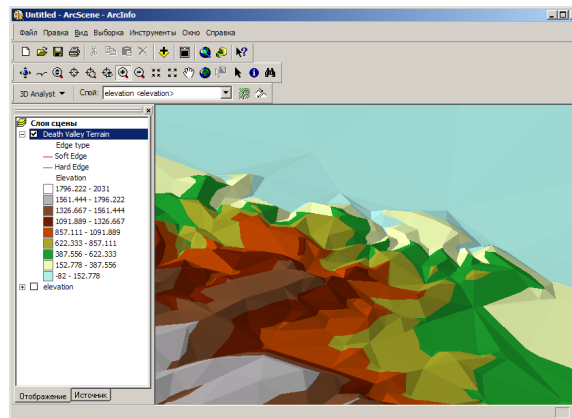 Untitled - ArcScene - ArcInfo
Файл Правка Вид Выборка Инструменты Окно Справка
3D Analyst Слой: elevation <elevation>
Слои сцены
Death Valley Terrain
Edge type
Soft Edge
Hard Edge
Elevation
1796.222 - 2031
1561.444 - 1796.222
1326.667 - 1561.444
1091.889 - 1326.667
857.111 - 1091.889
622.333 - 857.111
387.556 - 622.333
152.778 - 387.556
-82 - 152.778
elevation
Отображение Источник